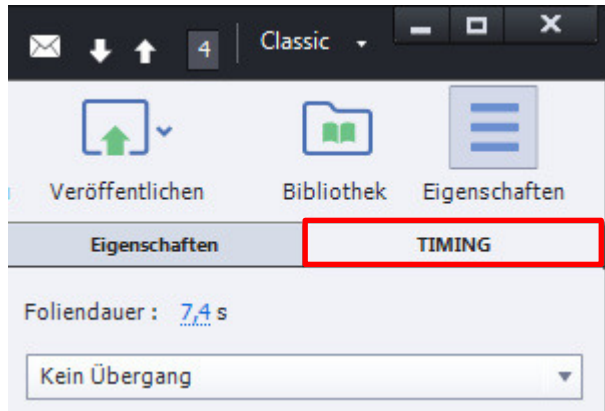 4 Classic
Veröffentlichen Bibliothek Eigenschaften
Eigenschaften TIMING
Foliendauer : 7,4 s
Kein Übergang